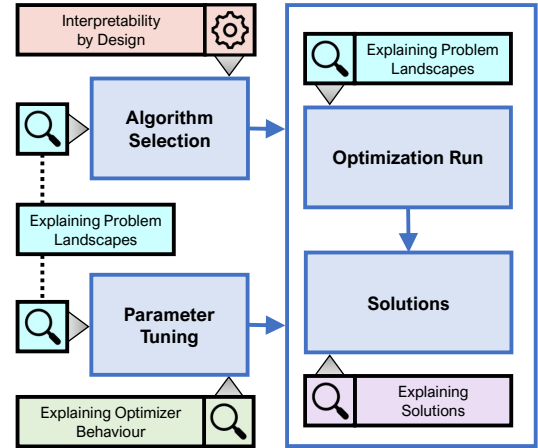 Interpretability
by Design
Explaining Problem
Landscapes
Algorithm
Selection
Optimization Run
Explaining Problem
Landscapes
Parameter
Tuning
Solutions
Explaining Optimizer
Behaviour
Explaining
Solutions